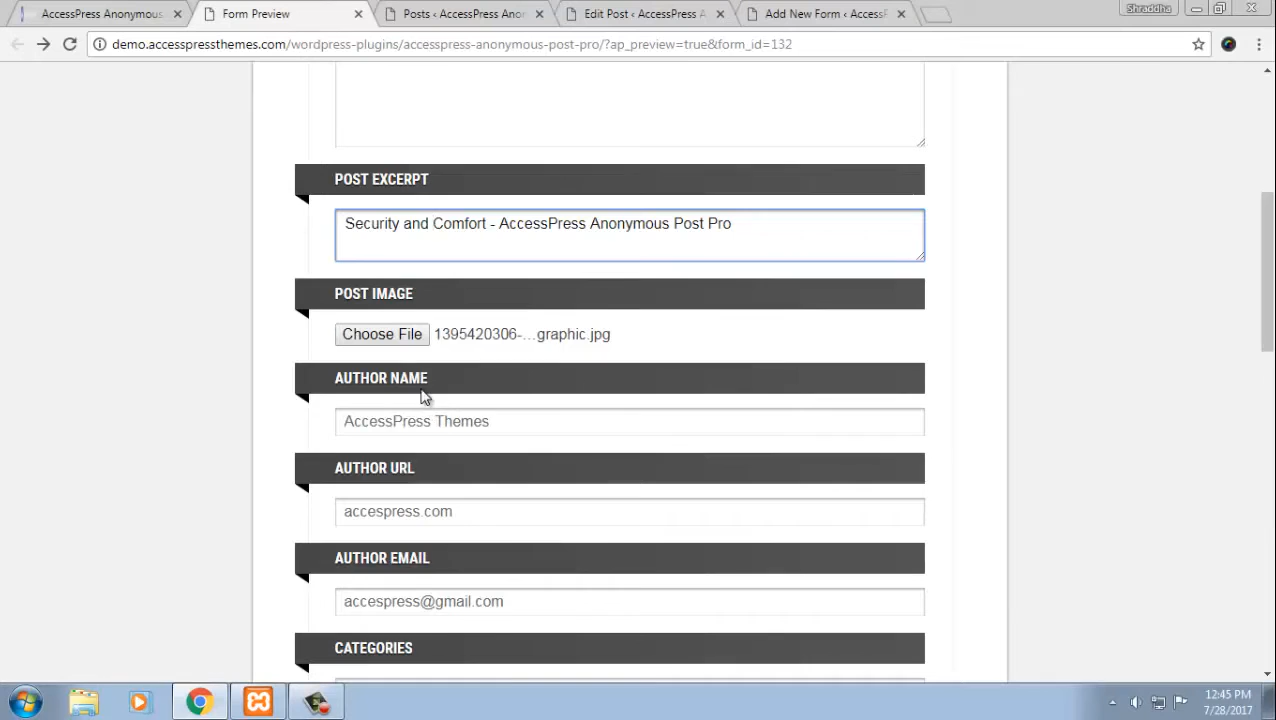 AccessPress Anonymous
Form Preview
Posts ‹ AccessPress Anon
Edit Post ‹ AccessPress A
Add New Form ‹ AccessP
Shraddha
demo.accesspressthemes.com/wordpress-plugins/accesspress-anonymous-post-pro/?ap_preview=true&form_id=132
POST EXCERPT
Security and Comfort - AccessPress Anonymous Post Pro
POST IMAGE
Choose File 1395420306-...graphic.jpg
AUTHOR NAME
AccessPress Themes
AUTHOR URL
accespress.com
AUTHOR EMAIL
accespress@gmail.com
CATEGORIES
12:45 PM
7/28/2017